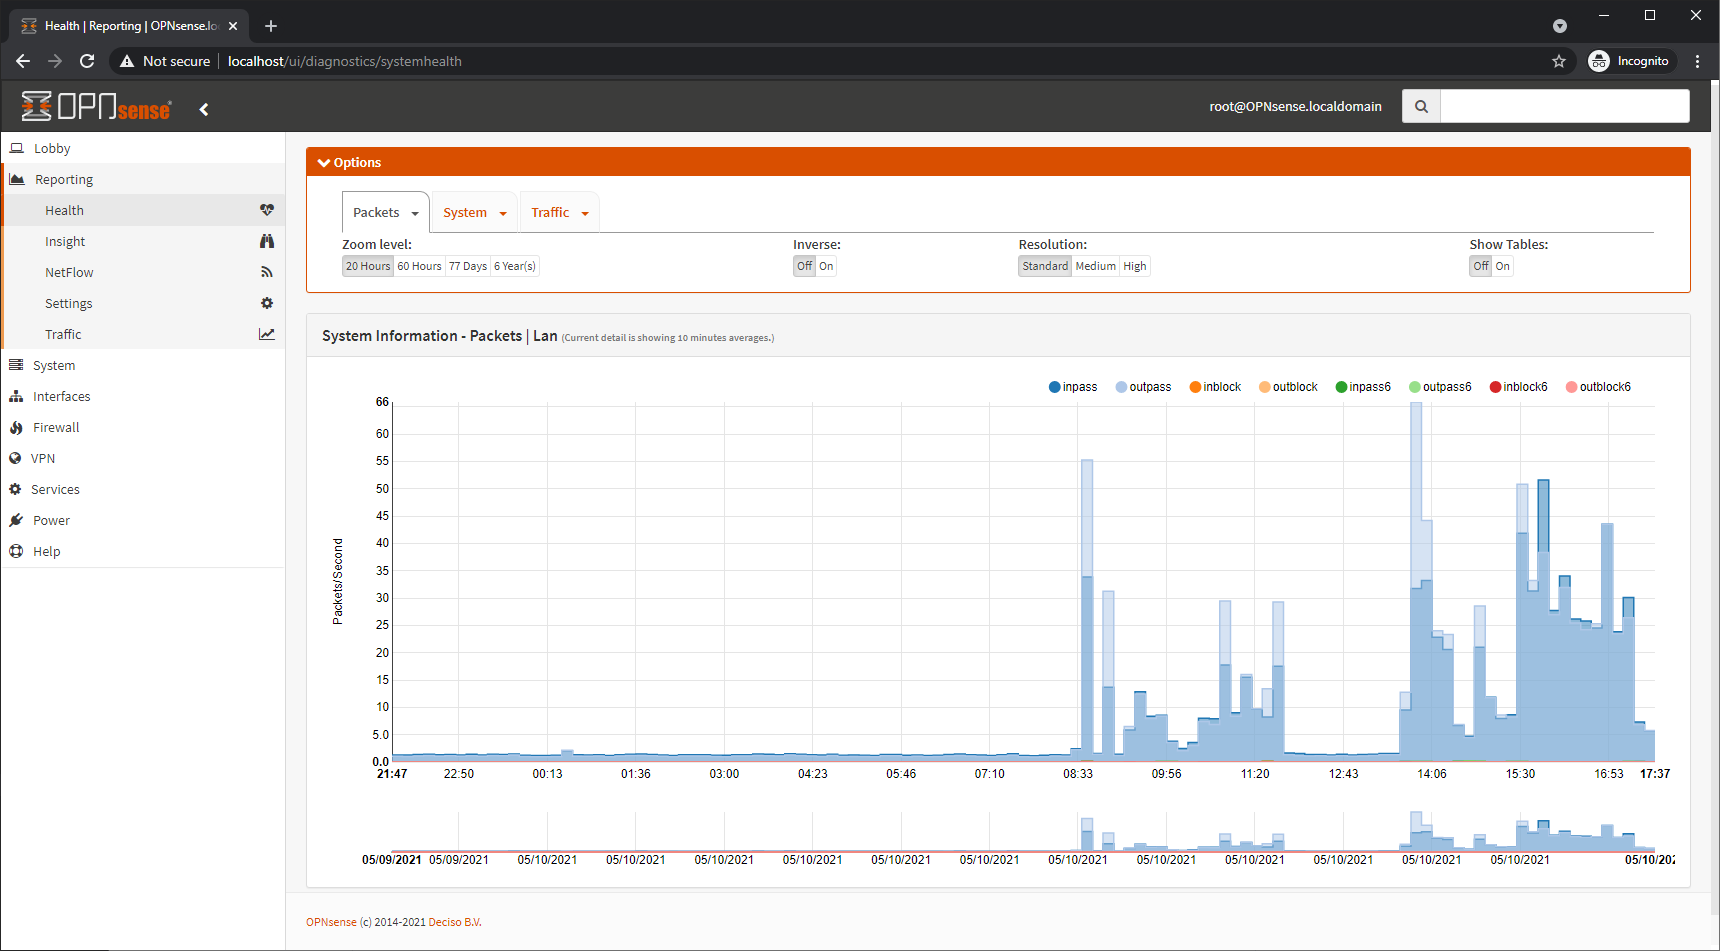 Health | Reporting | OPNsense.lo
Not secure localhost/ui/diagnostics/systemhealth Incognito
OPNsense root@OPNsense.localdomain
Lobby
Reporting
Health
Insight
NetFlow
Settings
Traffic
System
Interfaces
Firewall
VPN
Services
Power
Help
Options
Packets System Traffic
Zoom level: Inverse: Resolution: Show Tables:
20 Hours 60 Hours 77 Days 6 Year(s) Off On Standard Medium High Off On
System Information - Packets | Lan (Current detail is showing 10 minutes averages.)
inpass outpass inblock outblock inpass6 outpass6 inblock6 outblock6
Packets/Second
66
60
55
50
45
40
35
30
25
20
15
10
5.0
0.0
21:47 22:50 00:13 01:36 03:00 04:23 05:46 07:10 08:33 09:56 11:20 12:43 14:06 15:30 16:53 17:37
05/09/2021 05/09/2021 05/10/2021 05/10/2021 05/10/2021 05/10/2021 05/10/2021 05/10/2021 05/10/2021 05/10/2021 05/10/2021 05/10/2021 05/10/2021 05/10/2021 05/10/202
OPNsense (c) 2014-2021 Deciso B.V.